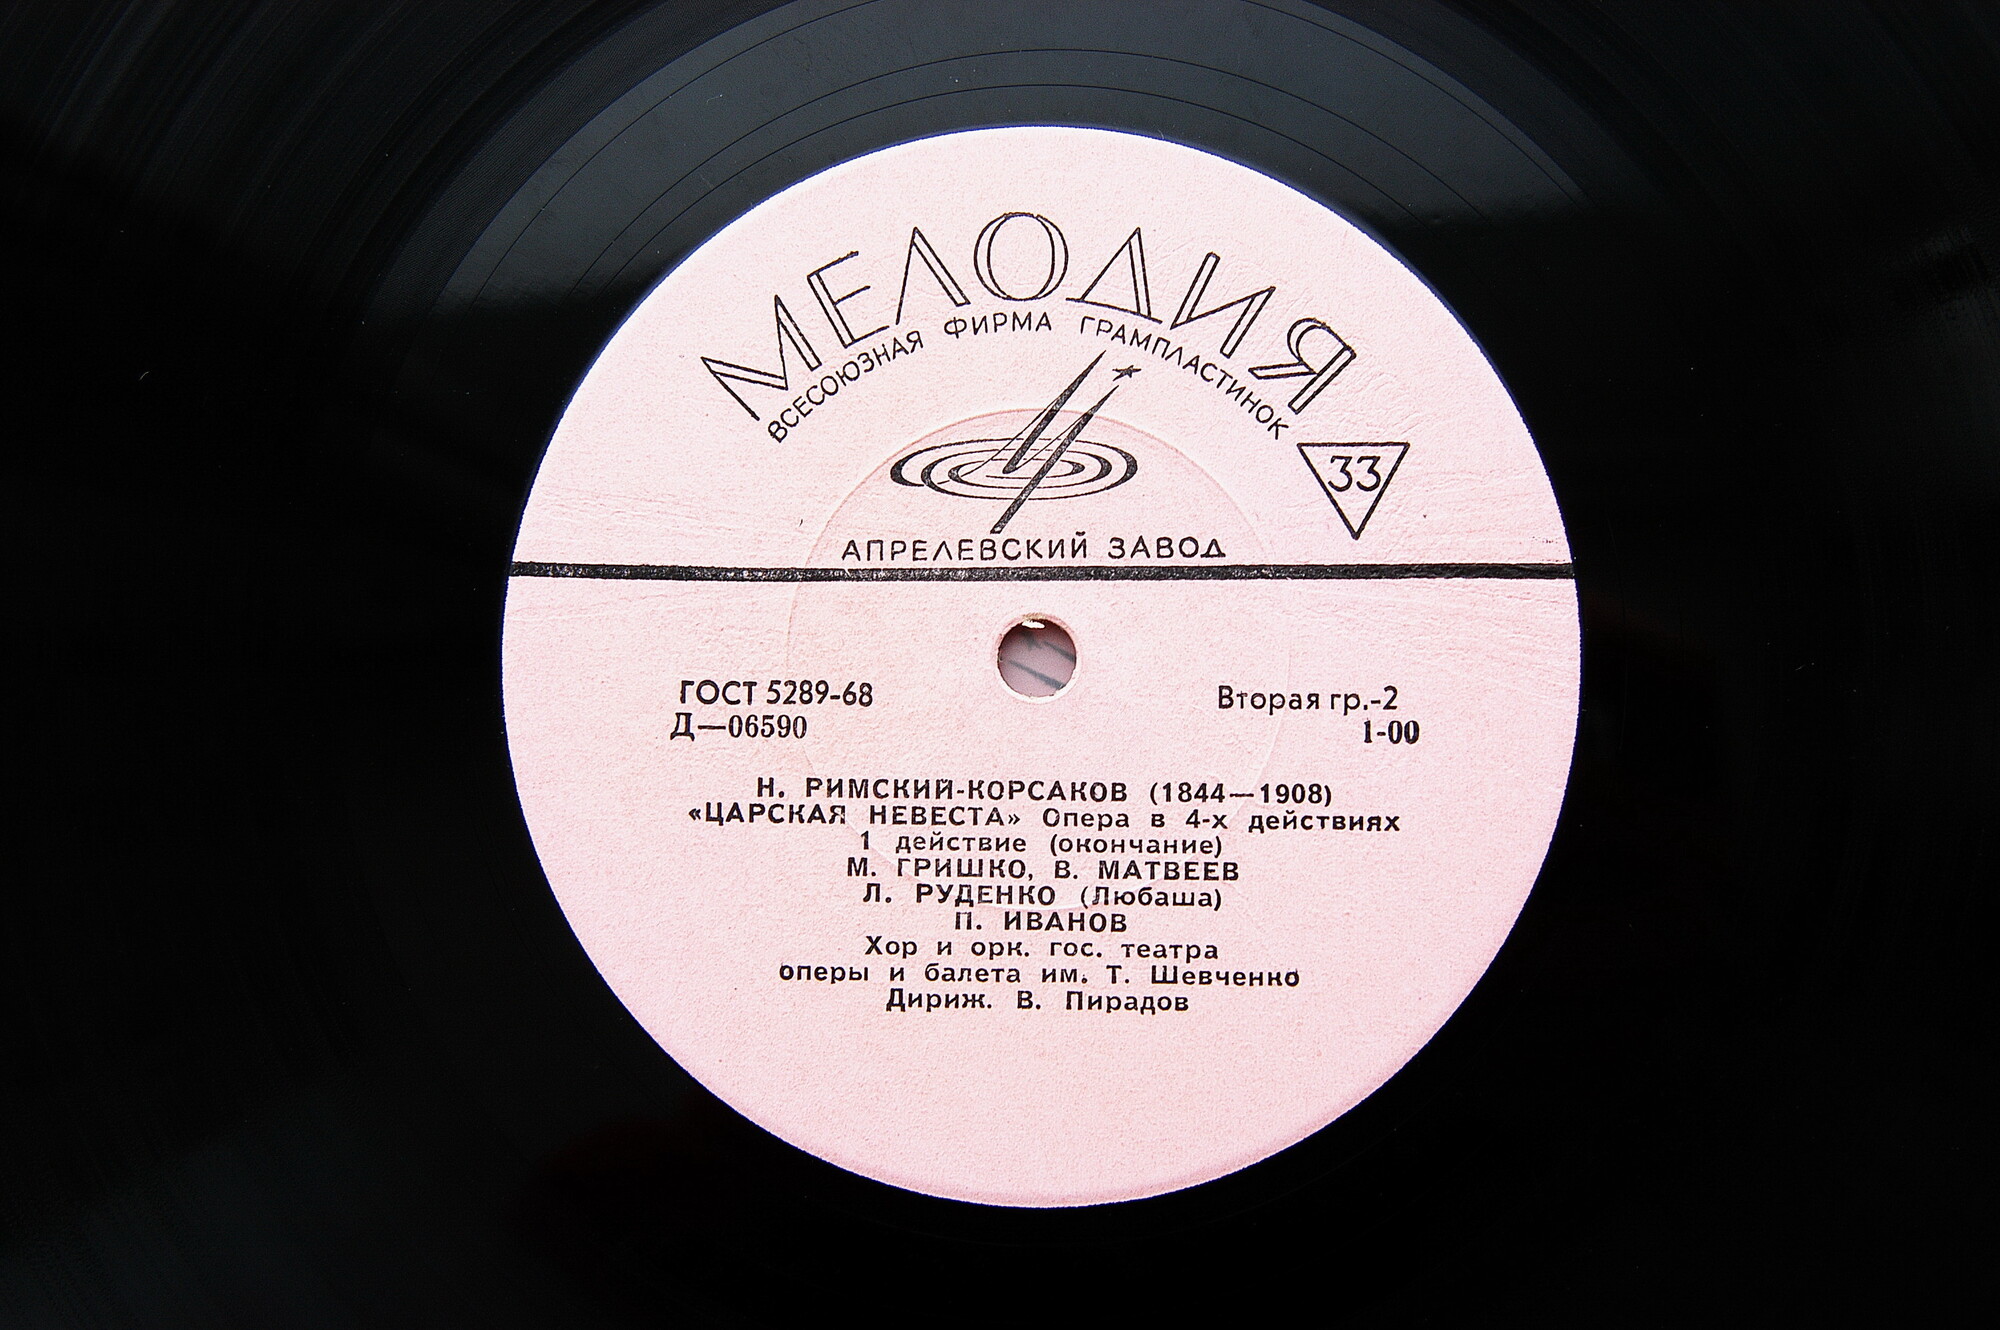 МЕЛОДИЯ
ВСЕСОЮЗНАЯ ФИРМА ГРАМПЛАСТИНОК
33
АПРЕЛЕВСКИЙ ЗАВОД
ГОСТ 5289-68
Д—06590
Вторая гр.-2
1-00
Н. РИМСКИЙ-КОРСАКОВ (1844—1908)
«ЦАРСКАЯ НЕВЕСТА» Опера в 4-х действиях
1 действие (окончание)
М. ГРИШКО, В. МАТВЕЕВ
Л. РУДЕНКО (Любаша)
П. ИВАНОВ
Хор и орк. гос. театра
оперы и балета им. Т. Шевченко
Дириж. В. Пирадов